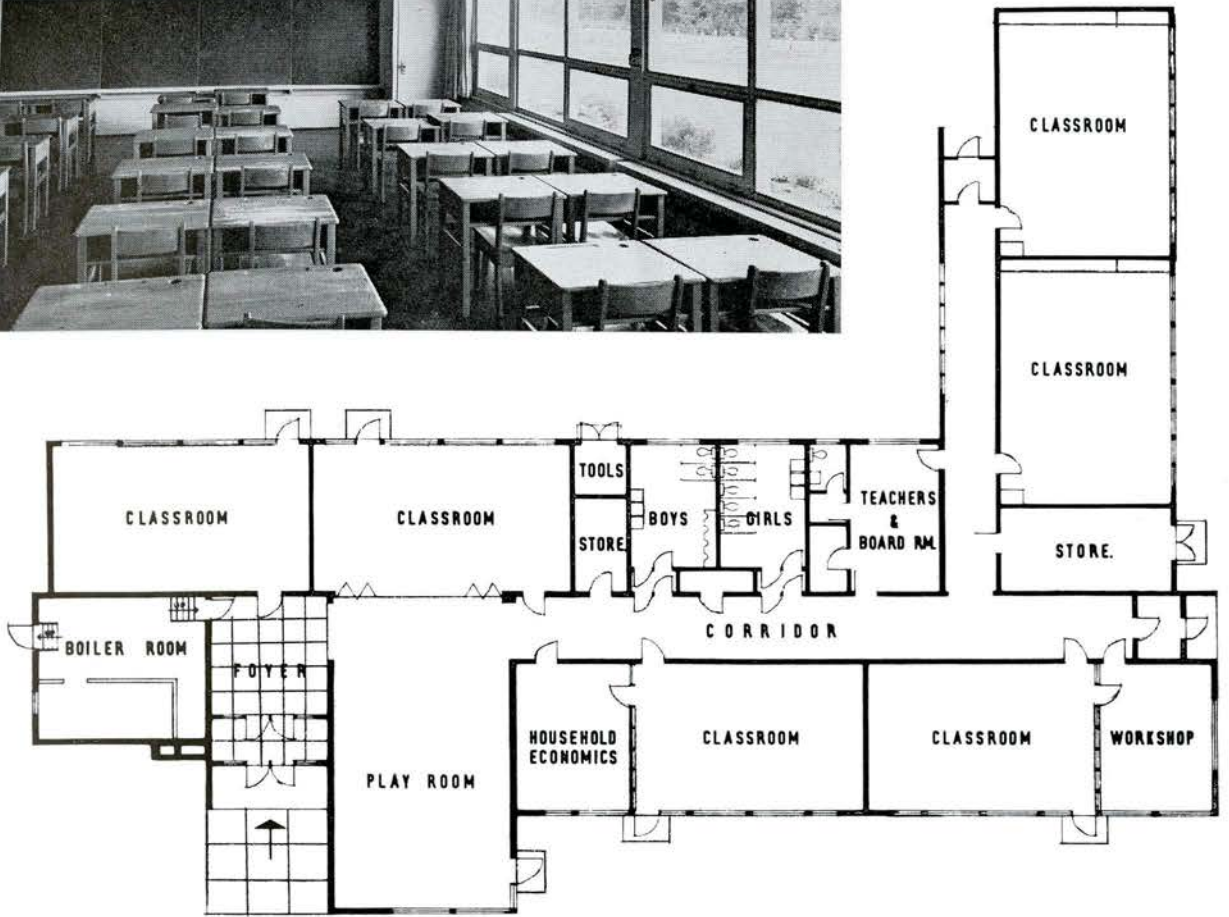 CLASSROOM
CLASSROOM
CLASSROOM
CLASSROOM
TOOLS
STORE
BOYS
GIRLS
TEACHERS
&
BOARD RM.
STORE.
BOILER ROOM
FOYER
CORRIDOR
PLAY ROOM
HOUSEHOLD
ECONOMICS
CLASSROOM
CLASSROOM
WORKSHOP